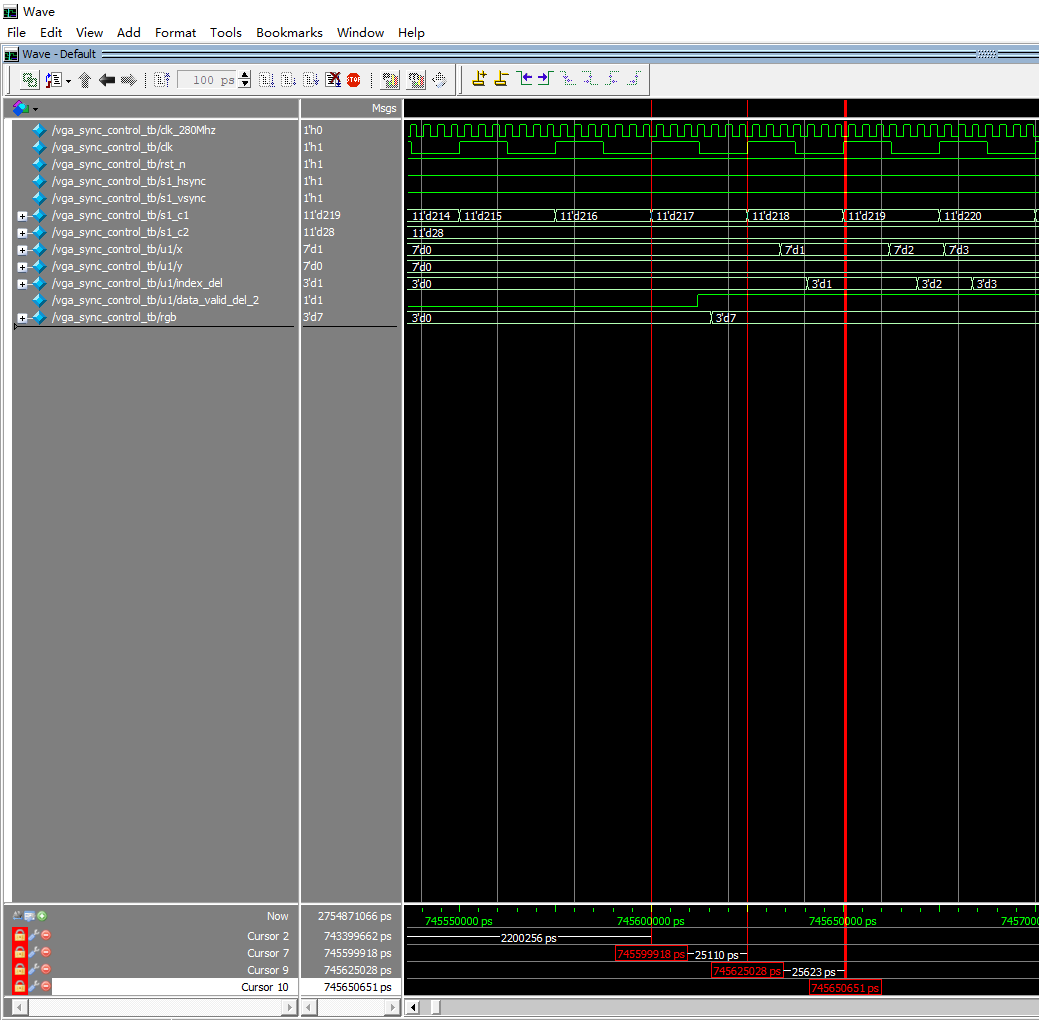 Wave
File Edit View Add Format Tools Bookmarks Window Help
Wave - Default
100 ps STOP
Msgs
/vga_sync_control_tb/clk_280Mhz 1'h0
/vga_sync_control_tb/clk 1'h1
/vga_sync_control_tb/rst_n 1'h1
/vga_sync_control_tb/s1_hsync 1'h1
/vga_sync_control_tb/s1_vsync 1'h1
/vga_sync_control_tb/s1_c1 11'd219 11'd214 11'd215 11'd216 11'd217 11'd218 11'd219 11'd220
/vga_sync_control_tb/s1_c2 11'd28 11'd28
/vga_sync_control_tb/u1/x 7'd1 7'd0 7'd1 7'd2 7'd3
/vga_sync_control_tb/u1/y 7'd0 7'd0
/vga_sync_control_tb/u1/index_del 3'd1 3'd0 3'd1 3'd2 3'd3
/vga_sync_control_tb/u1/data_valid_del_2 1'd1
/vga_sync_control_tb/rgb 3'd7 3'd0 3'd7
Now 2754871066 ps 745550000 ps 745600000 ps 745650000 ps 74570000
Cursor 2 743399662 ps 2200256 ps
Cursor 7 745599918 ps 745599918 ps 25110 ps
Cursor 9 745625028 ps 745625028 ps 25623 ps
Cursor 10 745650651 ps 745650651 ps